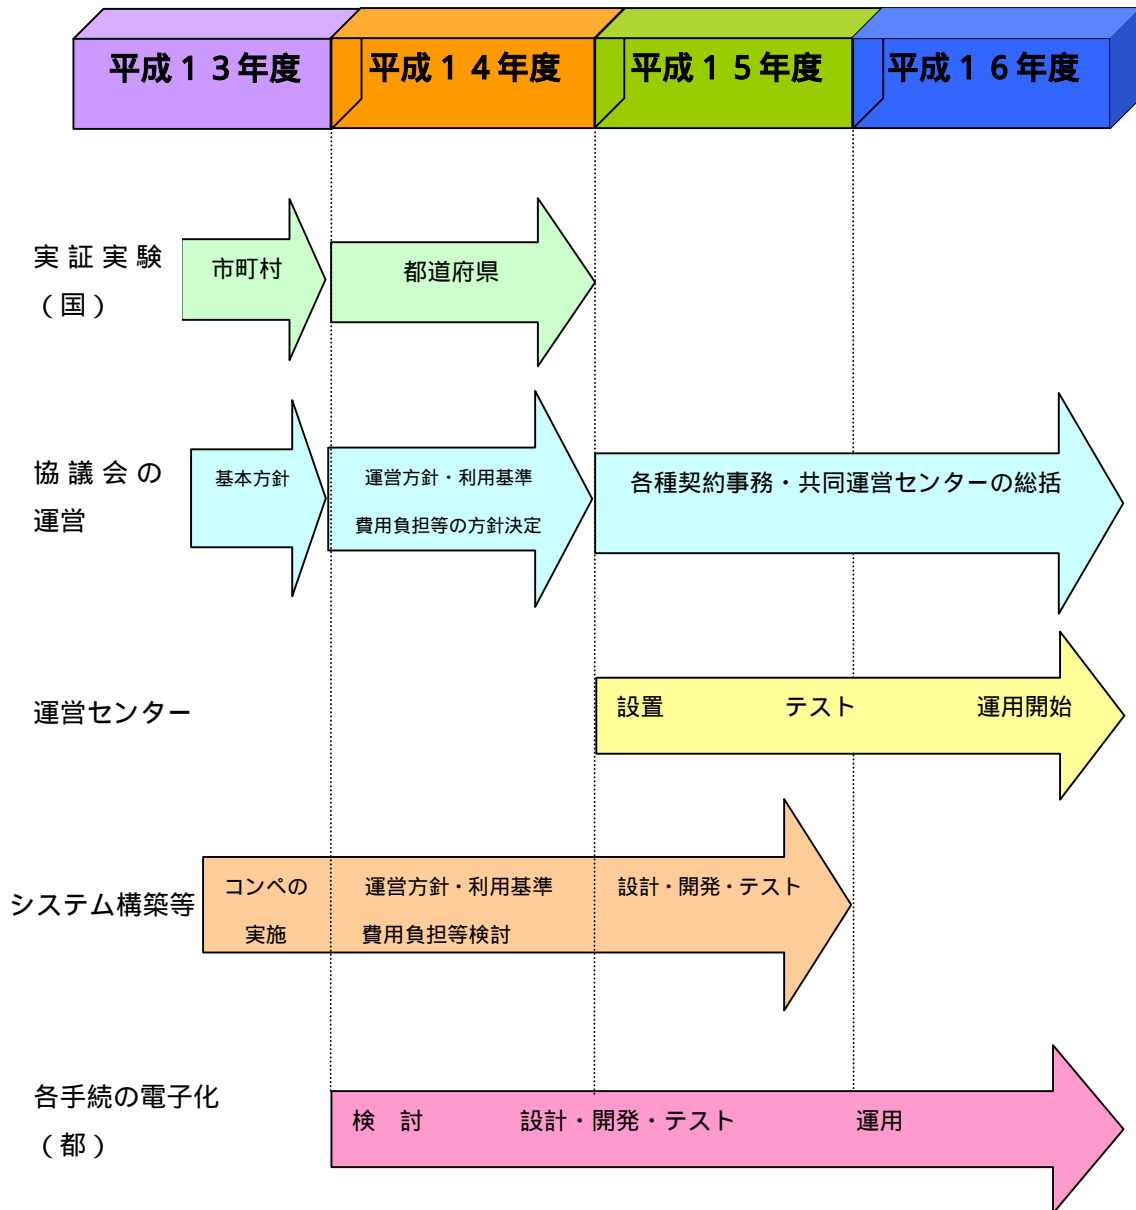 平成１３年度 平成１４年度 平成１５年度 平成１６年度
実証実験
（国）
市町村
都道府県
協議会の
運営
基本方針
運営方針・利用基準
費用負担等の方針決定
各種契約事務・共同運営センターの総括
運営センター
設置 テスト 運用開始
システム構築等
コンペの
実施
運営方針・利用基準
費用負担等検討
設計・開発・テスト
各手続の電子化
（都）
検 討 設計・開発・テスト 運用